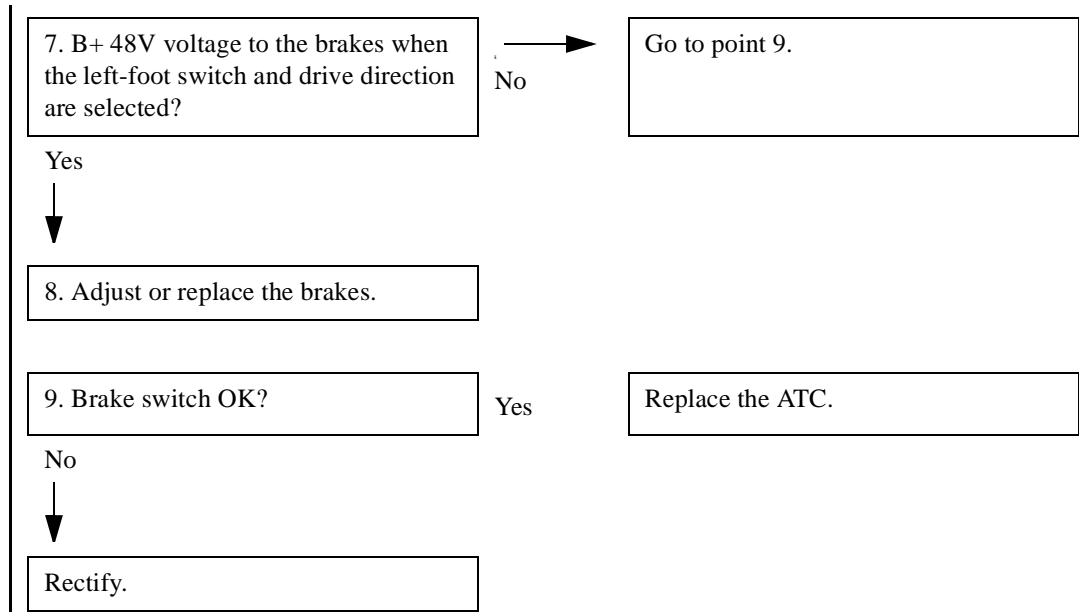 7. B+ 48V voltage to the brakes when
the left-foot switch and drive direction
are selected?
No
Go to point 9.
Yes
8. Adjust or replace the brakes.
9. Brake switch OK?
Yes
Replace the ATC.
No
Rectify.